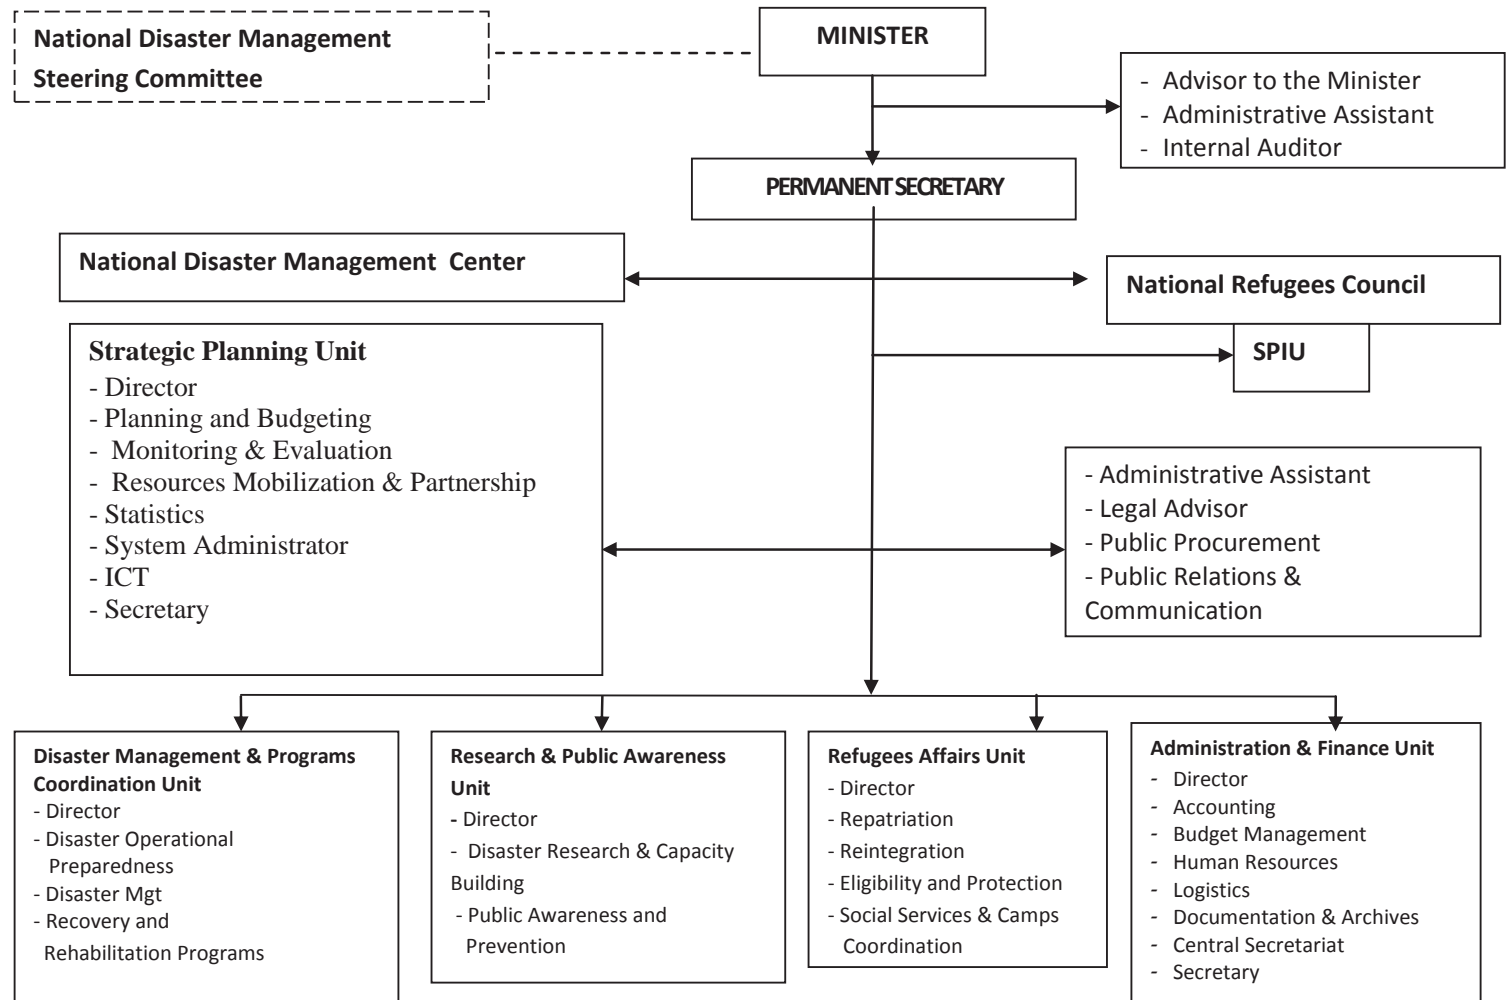 National Disaster Management
Steering Committee
MINISTER
- Advisor to the Minister
- Administrative Assistant
- Internal Auditor
PERMANENT SECRETARY
National Disaster Management Center
National Refugees Council
SPIU
Strategic Planning Unit
- Director
- Planning and Budgeting
- Monitoring & Evaluation
- Resources Mobilization & Partnership
- Statistics
- System Administrator
- ICT
- Secretary
- Administrative Assistant
- Legal Advisor
- Public Procurement
- Public Relations &
Communication
Disaster Management & Programs
Coordination Unit
- Director
- Disaster Operational
Preparedness
- Disaster Mgt
- Recovery and
Rehabilitation Programs
Research & Public Awareness
Unit
- Director
- Disaster Research & Capacity
Building
- Public Awareness and
Prevention
Refugees Affairs Unit
- Director
- Repatriation
- Reintegration
- Eligibility and Protection
- Social Services & Camps
Coordination
Administration & Finance Unit
- Director
- Accounting
- Budget Management
- Human Resources
- Logistics
- Documentation & Archives
- Central Secretariat
- Secretary